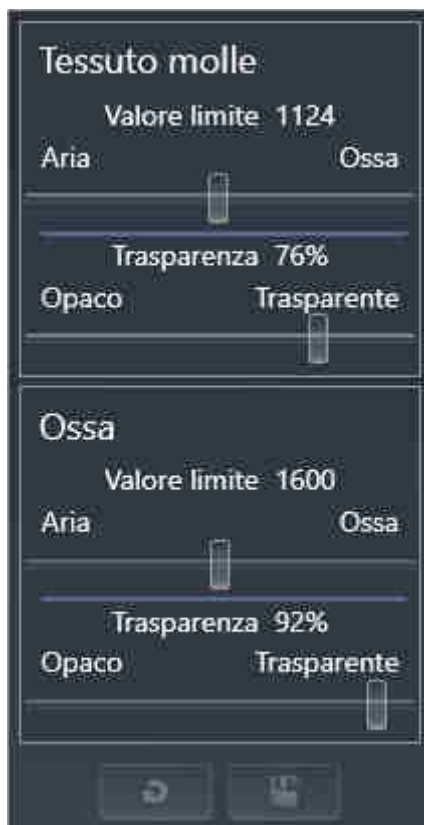 Tessuto molle
Valore limite 1124
Aria Ossa
Trasparenza 76%
Opaco Trasparente
Ossa
Valore limite 1600
Aria Ossa
Trasparenza 92%
Opaco Trasparente